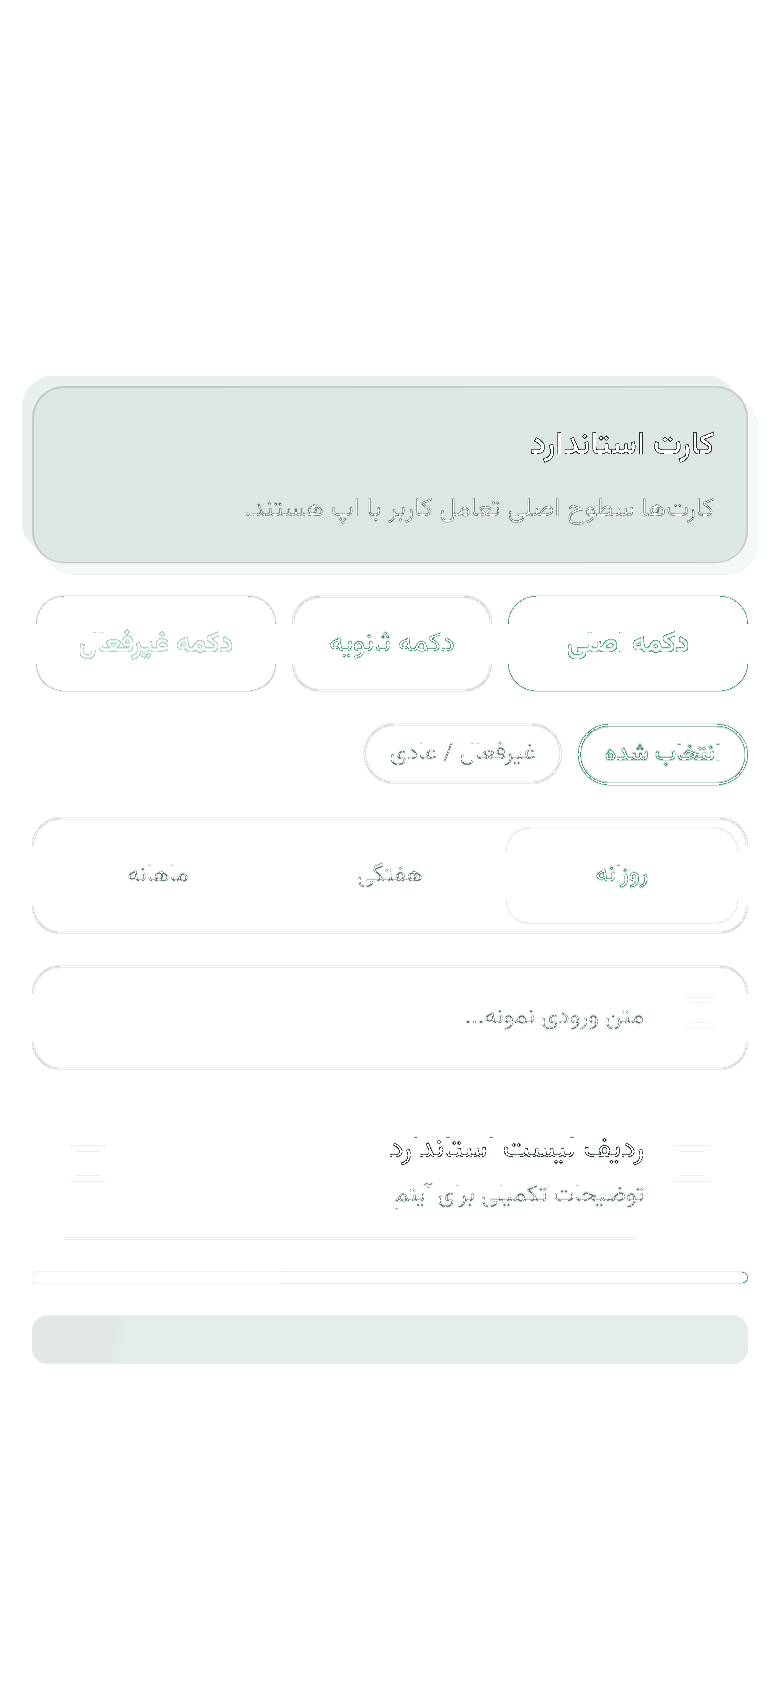 کارت استاندارد
کارت‌ها سطوح اصلی تعامل کاربر با اپ هستند.
دکمه اصلی
دکمه ثانویه
دکمه غیرفعال
انتخاب شده
غیرفعال / عادی
روزانه
هفتگی
ماهانه
متن ورودی نمونه...
ردیف لیست استاندارد
توضیحات تکمیلی برای آیتم